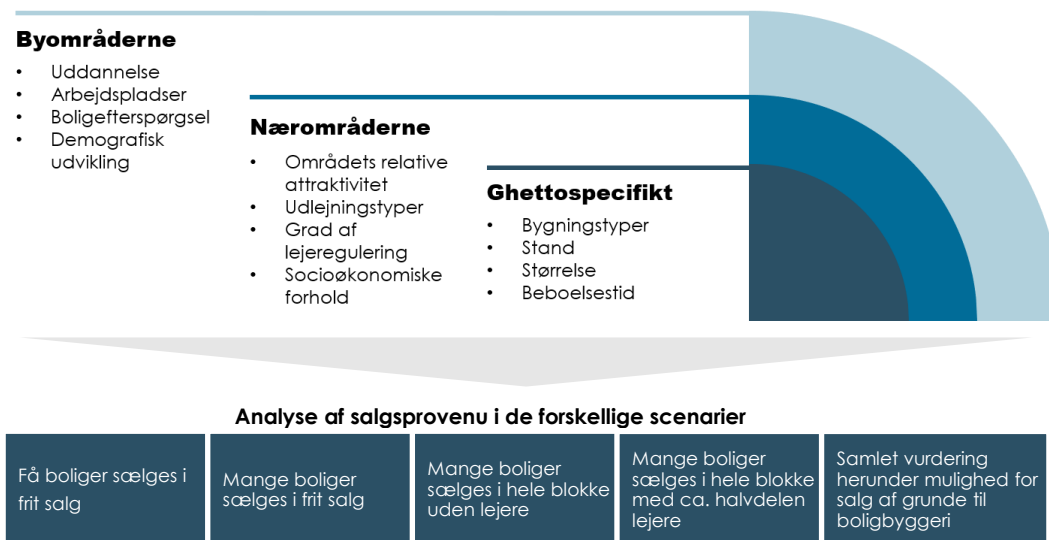 Byområderne
• Uddannelse
• Arbejdspladser
• Boligefterspørgsel
• Demografisk
udvikling
Nærområderne
• Områdets relative
attraktivitet
• Udlejningstyper
• Grad af
lejeregulering
• Socioøkonomiske
forhold
Ghettospecifikt
• Bygningstyper
• Stand
• Størrelse
• Beboelsestid
Analyse af salgsprovenu i de forskellige scenarier
Få boliger sælges i
frit salg
Mange boliger
sælges i frit salg
Mange boliger
sælges i hele blokke
uden lejere
Mange boliger
sælges i hele blokke
med ca. halvdelen
lejere
Samlet vurdering
herunder mulighed for
salg af grunde til
boligbyggeri